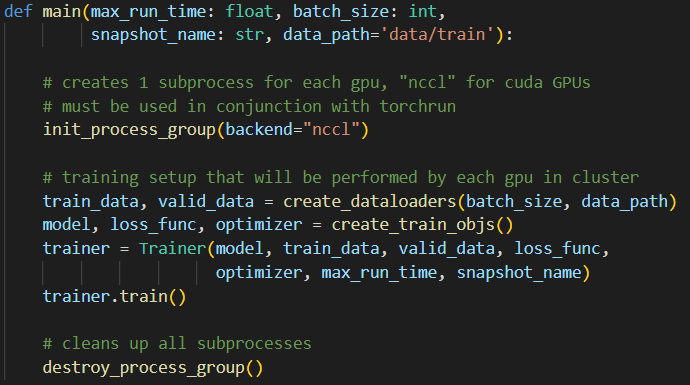 def main(max_run_time: float, batch_size: int,
         snapshot_name: str, data_path='data/train'):
    # creates 1 subprocess for each gpu, "nccl" for cuda GPUs
    # must be used in conjunction with torchrun
    init_process_group(backend="nccl")
    # training setup that will be performed by each gpu in cluster
    train_data, valid_data = create_dataloaders(batch_size, data_path)
    model, loss_func, optimizer = create_train_objs()
    trainer = Trainer(model, train_data, valid_data, loss_func,
                      optimizer, max_run_time, snapshot_name)
    trainer.train()
    # cleans up all subprocesses
    destroy_process_group()